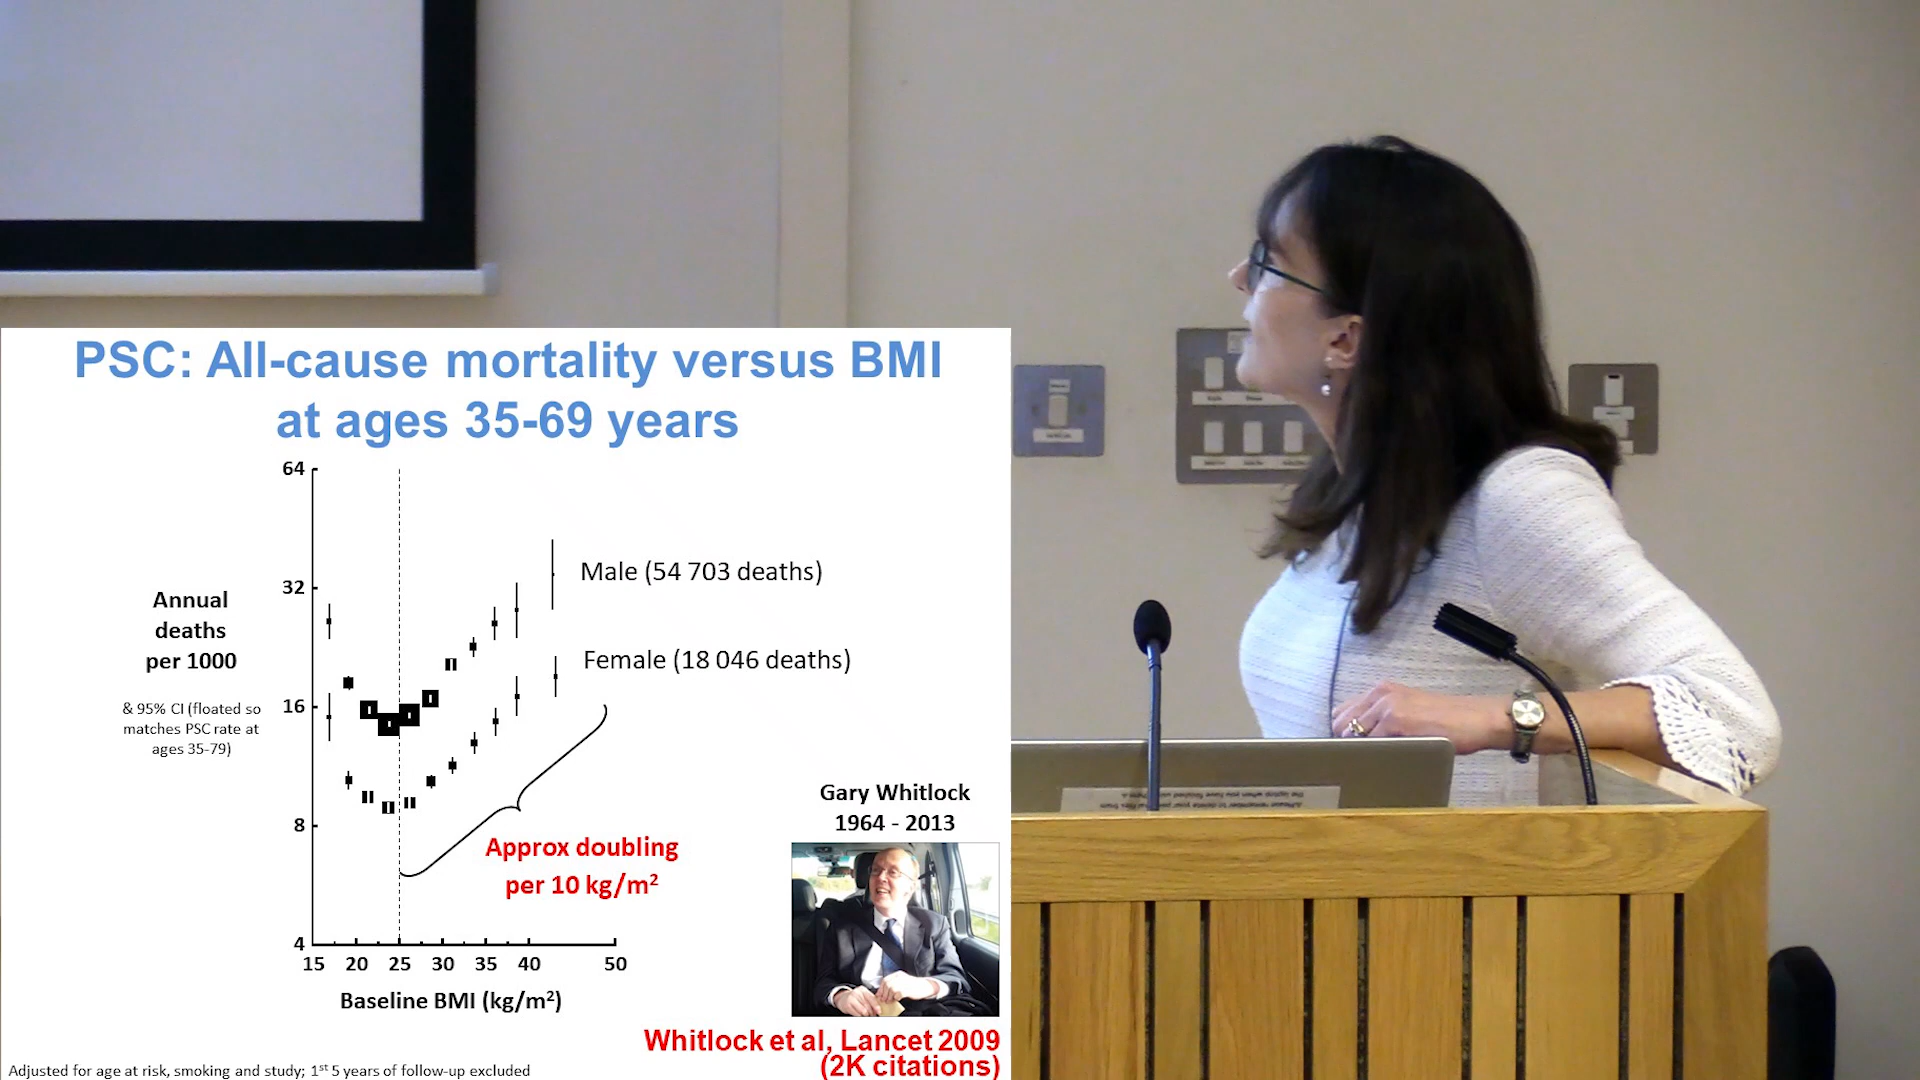 PSC: All-cause mortality versus BMI
at ages 35-69 years
64
32
16
8
4
Annual
deaths
per 1000
& 95% CI (floated so
matches PSC rate at
ages 35-79)
Male (54 703 deaths)
Female (18 046 deaths)
Approx doubling
per 10 kg/m²
Gary Whitlock
1964 - 2013
15 20 25 30 35 40 50
Baseline BMI (kg/m²)
Whitlock et al, Lancet 2009
(2K citations)
Adjusted for age at risk, smoking and study; 1st 5 years of follow-up excluded